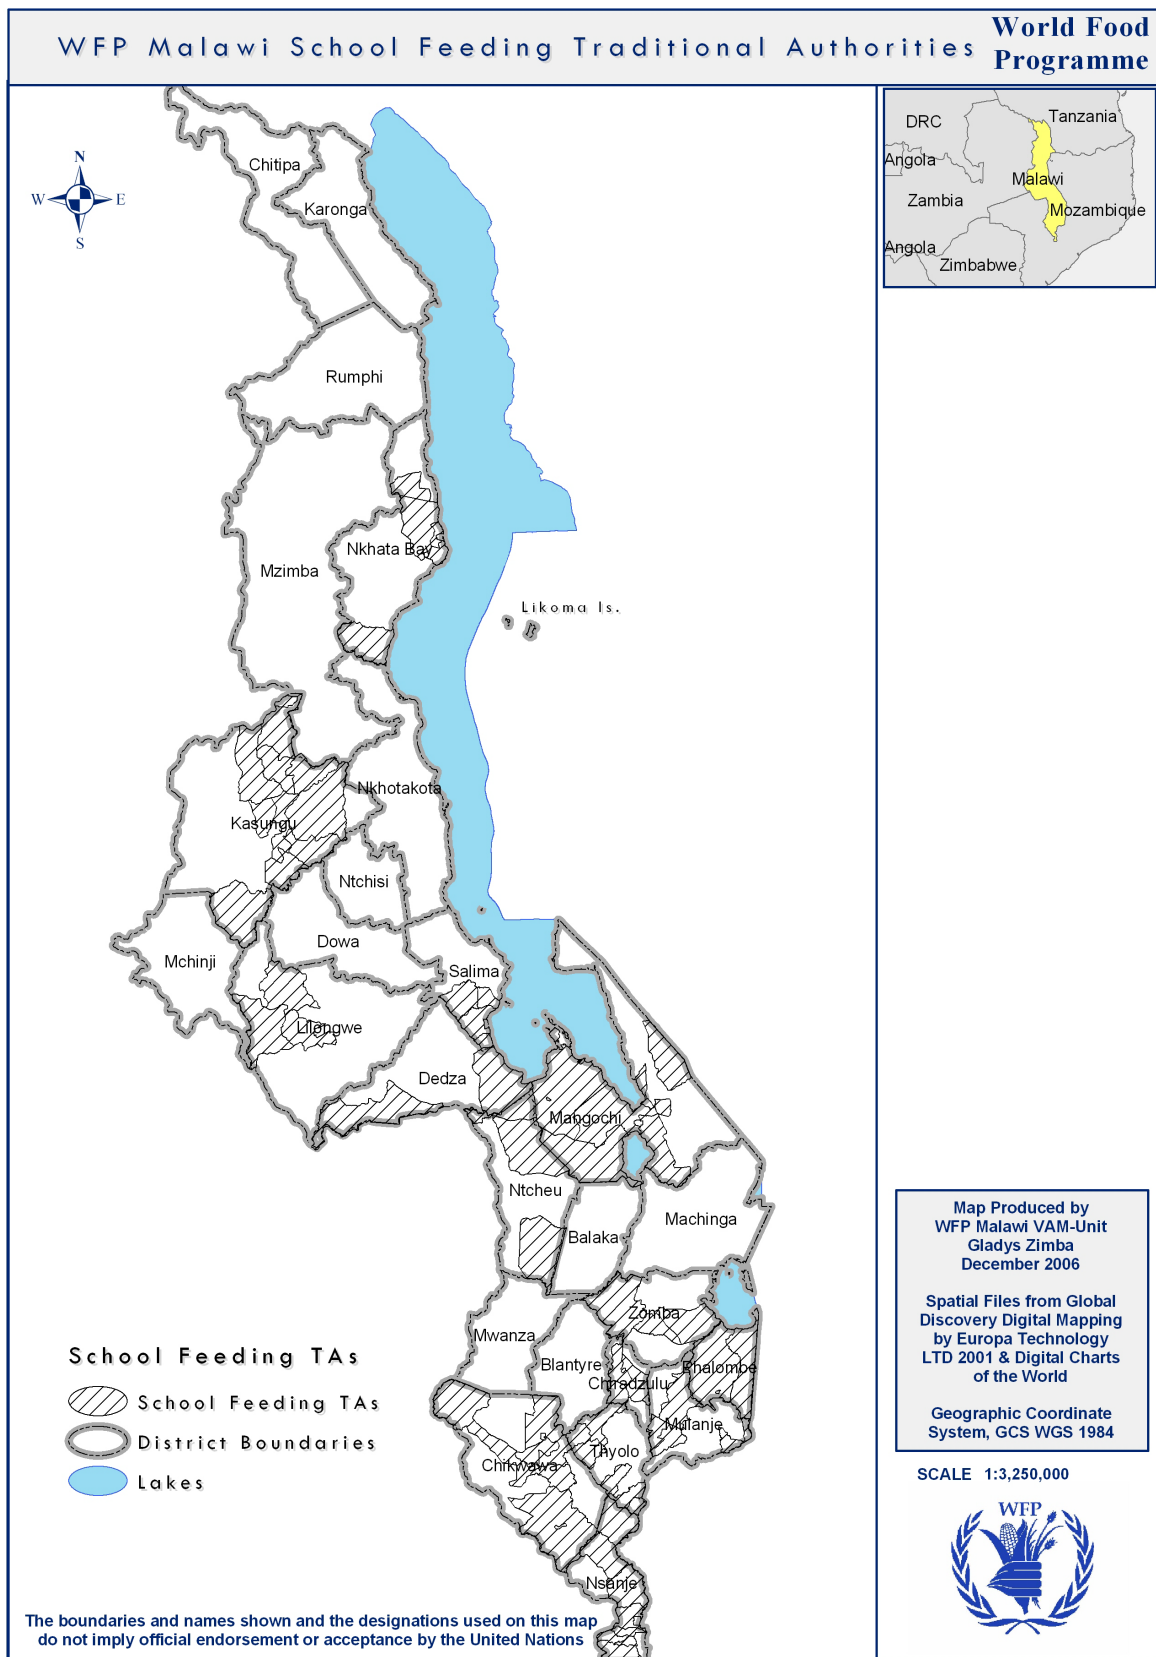 WFP Malawi School Feeding Traditional Authorities
World Food
Programme
N
W
E
S
DRC
Tanzania
Angola
Malawi
Zambia
Mozambique
Angola
Zimbabwe
Chitipa
Karonga
Rumphi
Nkhata Bay
Mzimba
Likoma Is.
Nkhotakota
Kasungu
Ntchisi
Dowa
Mchinji
Salima
Lilongwe
Dedza
Mangochi
Ntcheu
Machinga
Balaka
Zomba
Mwanza
Blantyre
Phalombe
Chiradzulu
Mulanje
Thyolo
Chikwawa
Nsanje
School Feeding TAs
School Feeding TAs
District Boundaries
Lakes
The boundaries and names shown and the designations used on this map
do not imply official endorsement or acceptance by the United Nations
Map Produced by
WFP Malawi VAM-Unit
Gladys Zimba
December 2006
Spatial Files from Global
Discovery Digital Mapping
by Europa Technology
LTD 2001 & Digital Charts
of the World
Geographic Coordinate
System, GCS WGS 1984
SCALE 1:3,250,000
WFP